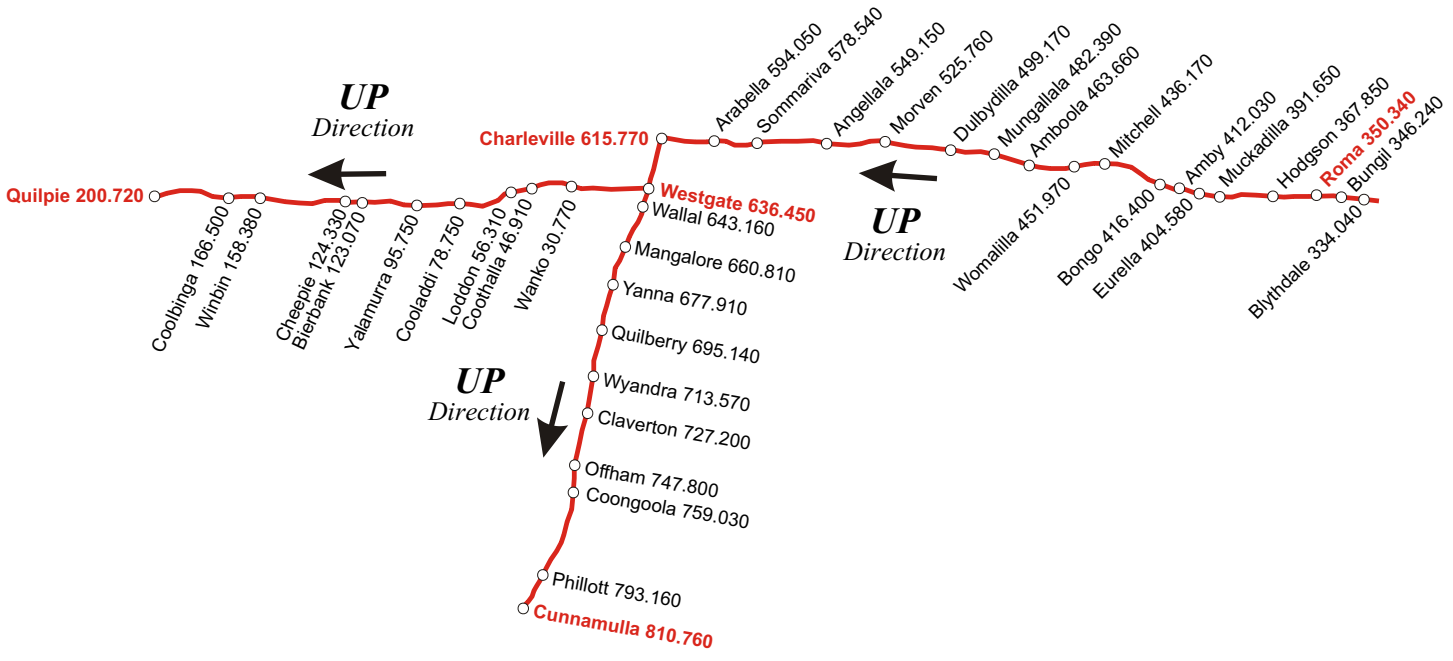 UP
Direction
Quilpie 200.720
Coolbinga 166.500
Winbin 158.380
Cheepie 124.330
Bierbank 123.070
Yalamurra 95.750
Cooladdi 78.750
Loddon 56.310
Coothalla 46.910
Wanko 30.770
Charleville 615.770
Arabella 594.050
Sommariva 578.540
Angellala 549.150
Morven 525.760
Dulbydilla 499.170
Mungallala 482.390
Amboola 463.660
Womalilla 451.970
Mitchell 436.170
Bongo 416.400
Amby 412.030
Eurella 404.580
Muckadilla 391.650
Hodgson 367.850
Roma 350.340
Bungil 346.240
Blythdale 334.040
UP
Direction
Westgate 636.450
Wallal 643.160
Mangalore 660.810
Yanna 677.910
Quilberry 695.140
Wyandra 713.570
Claverton 727.200
UP
Direction
Offham 747.800
Coongoola 759.030
Phillott 793.160
Cunnamulla 810.760